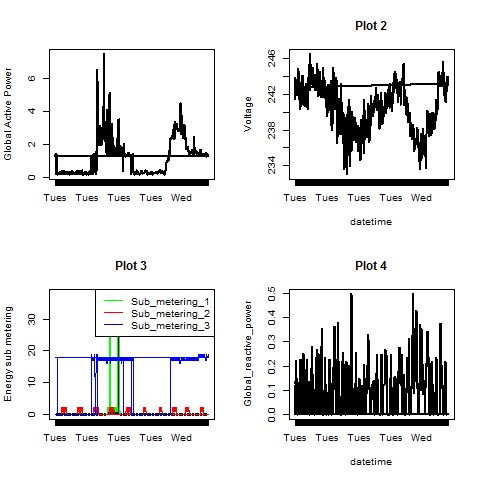 Global Active Power
6
4
2
0
Tues Tues Tues Tues Wed
Plot 2
Voltage
246
242
238
234
Tues Tues Tues Tues Wed
datetime
Plot 3
Energy sub metering
30
20
10
0
Sub_metering_1
Sub_metering_2
Sub_metering_3
Tues Tues Tues Tues Wed
Plot 4
Global_reactive_power
0.5
0.4
0.3
0.2
0.1
0.0
Tues Tues Tues Tues Wed
datetime